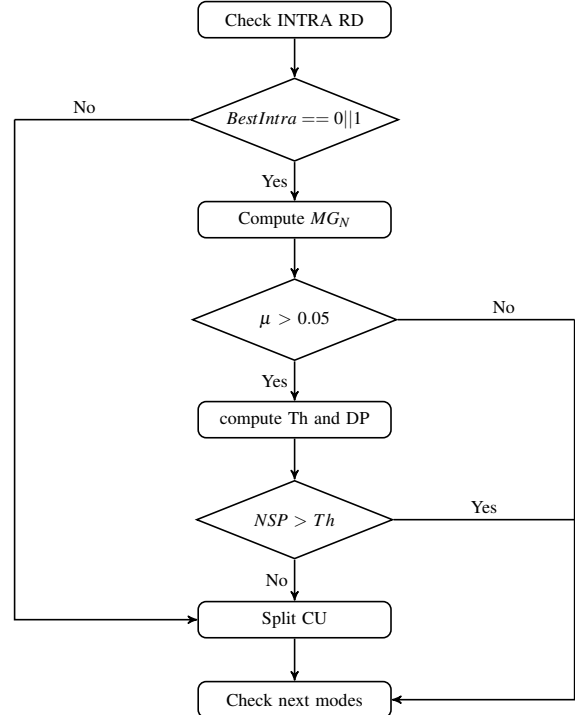 Check INTRA RD
No
BestIntra == 0||1
Yes
Compute MG_N
μ > 0.05
No
Yes
compute Th and DP
NSP > Th
Yes
No
Split CU
Check next modes